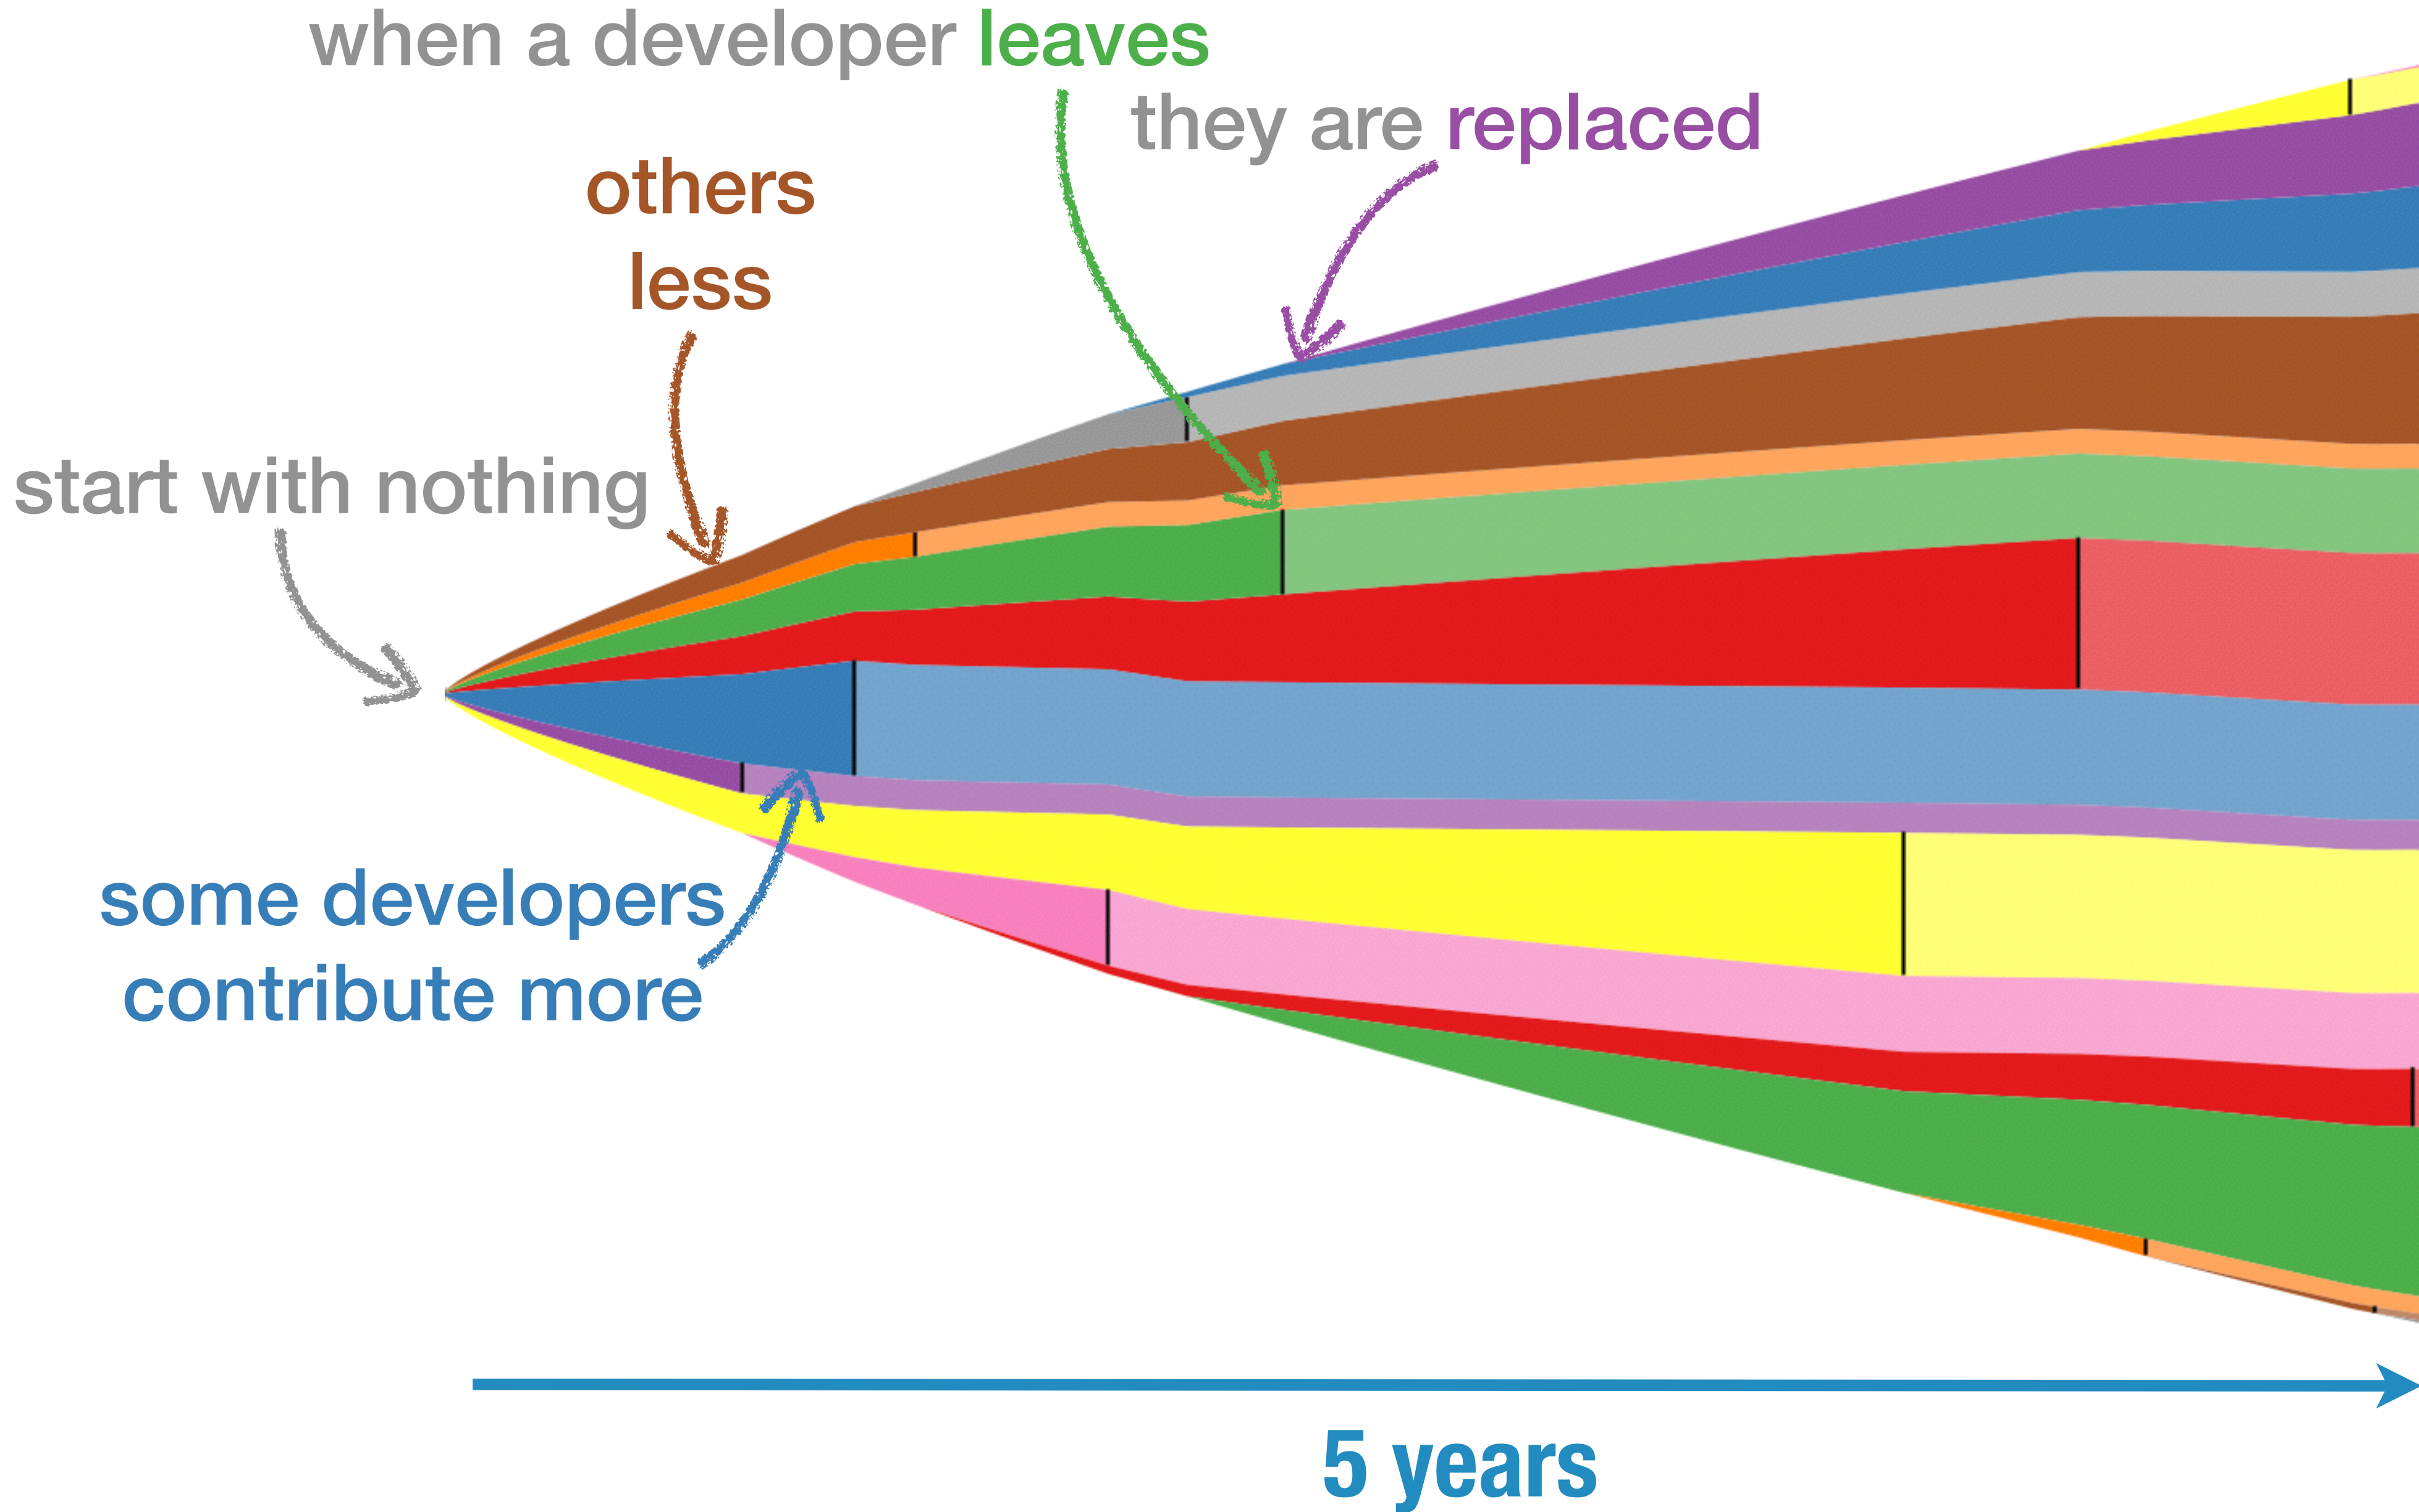 when a developer leaves
they are replaced
others
less
start with nothing
some developers
contribute more
5 years